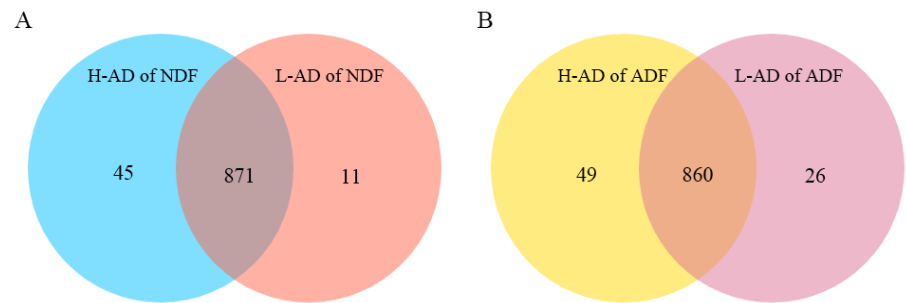 A
H-AD of NDF
L-AD of NDF
45
871
11
B
H-AD of ADF
L-AD of ADF
49
860
26